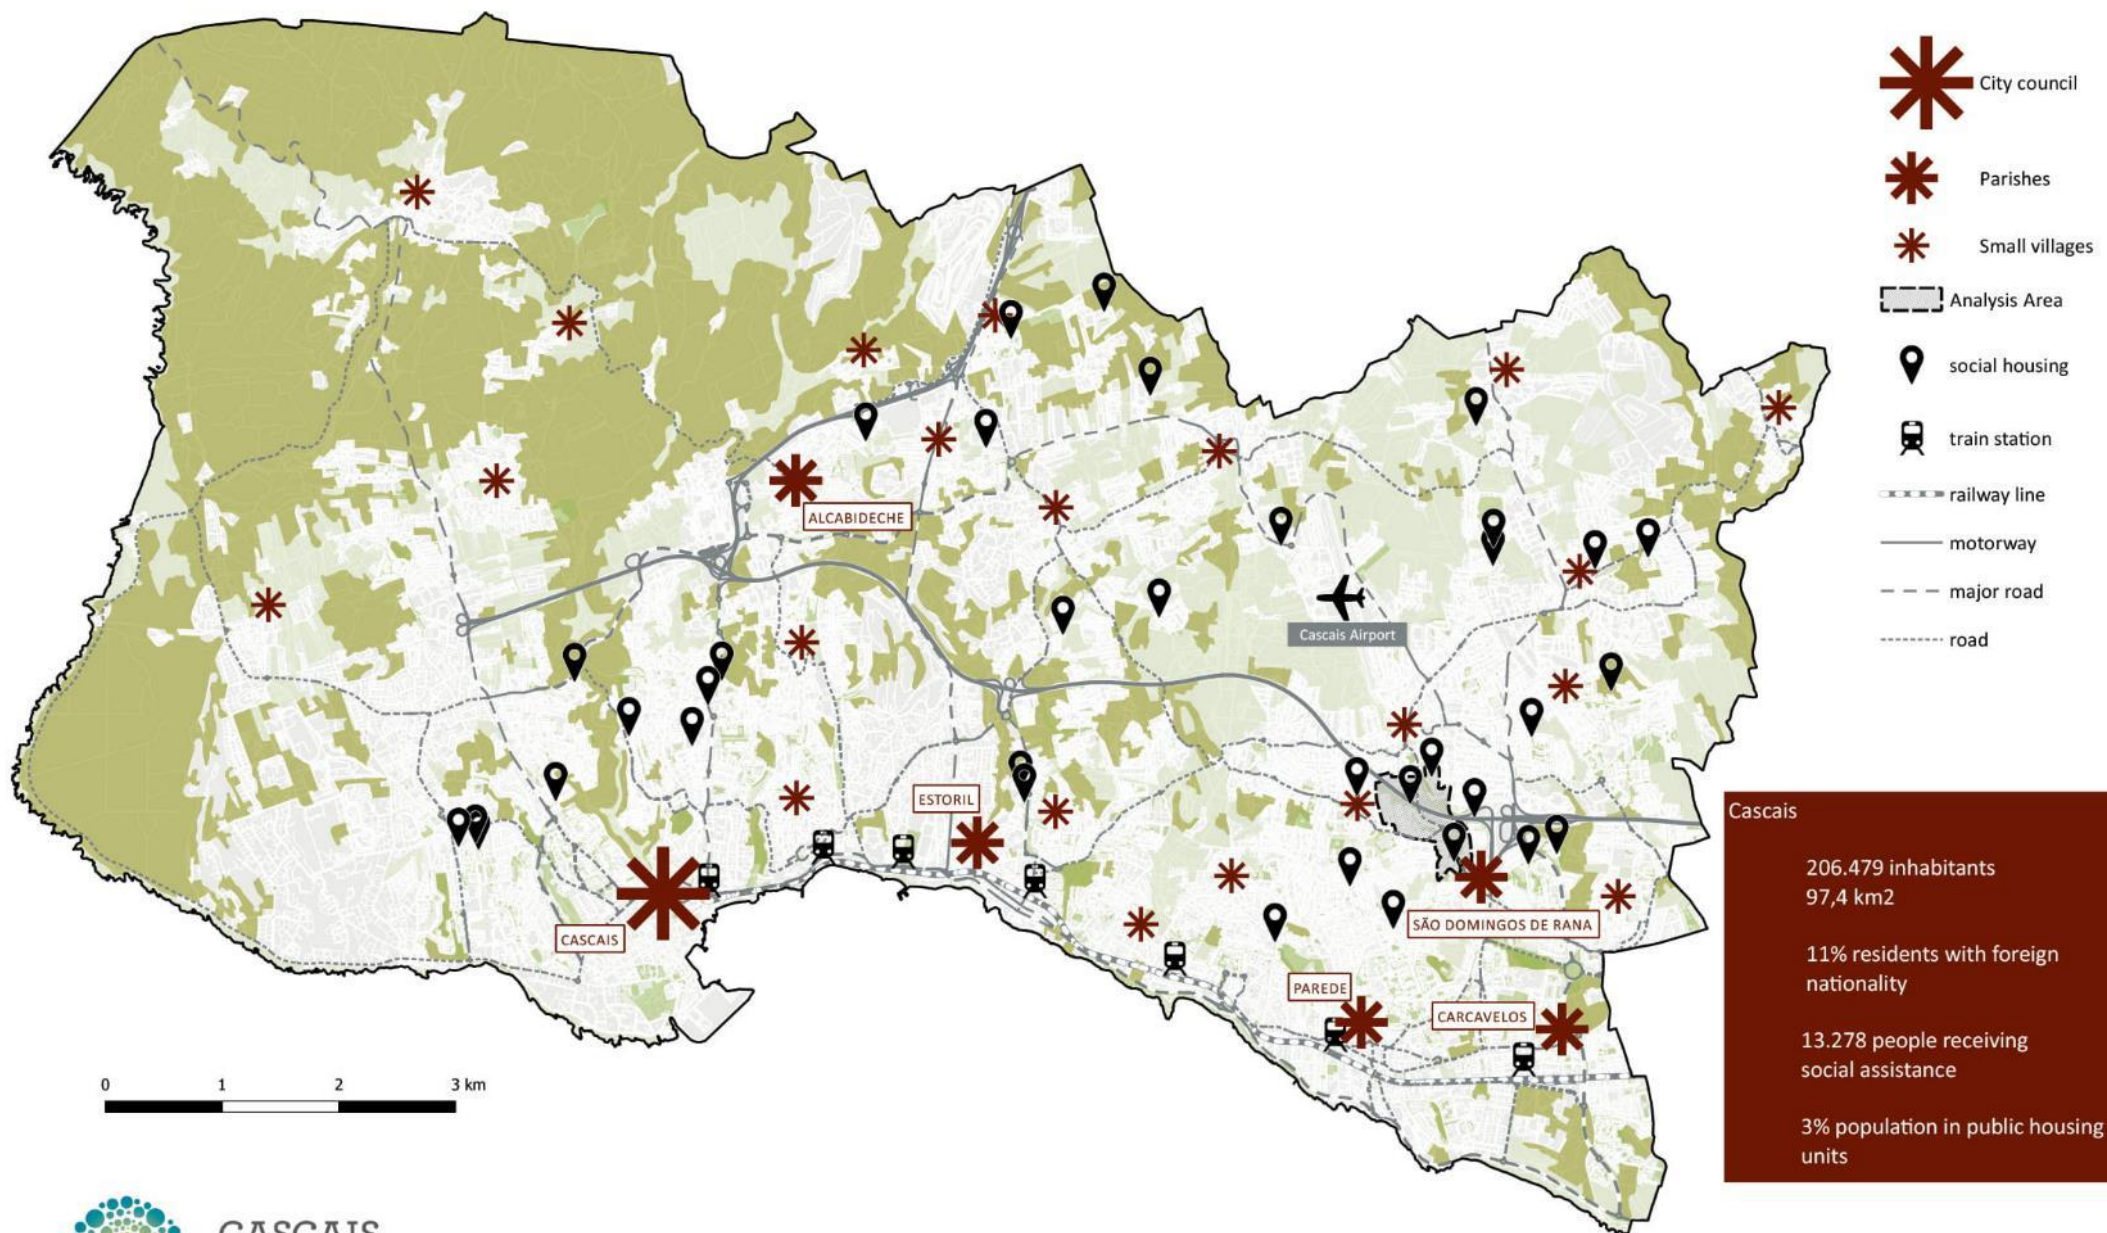 City council
Parishes
Small villages
Analysis Area
social housing
train station
railway line
motorway
major road
road
ALCABIDECHE
Cascais Airport
ESTORIL
CASCAIS
SÃO DOMINGOS DE RANA
PAREDE
CARCAVELOS
Cascais
206.479 inhabitants
97,4 km2
11% residents with foreign
nationality
13.278 people receiving
social assistance
3% population in public housing
units
0 1 2 3 km
CASCAIS